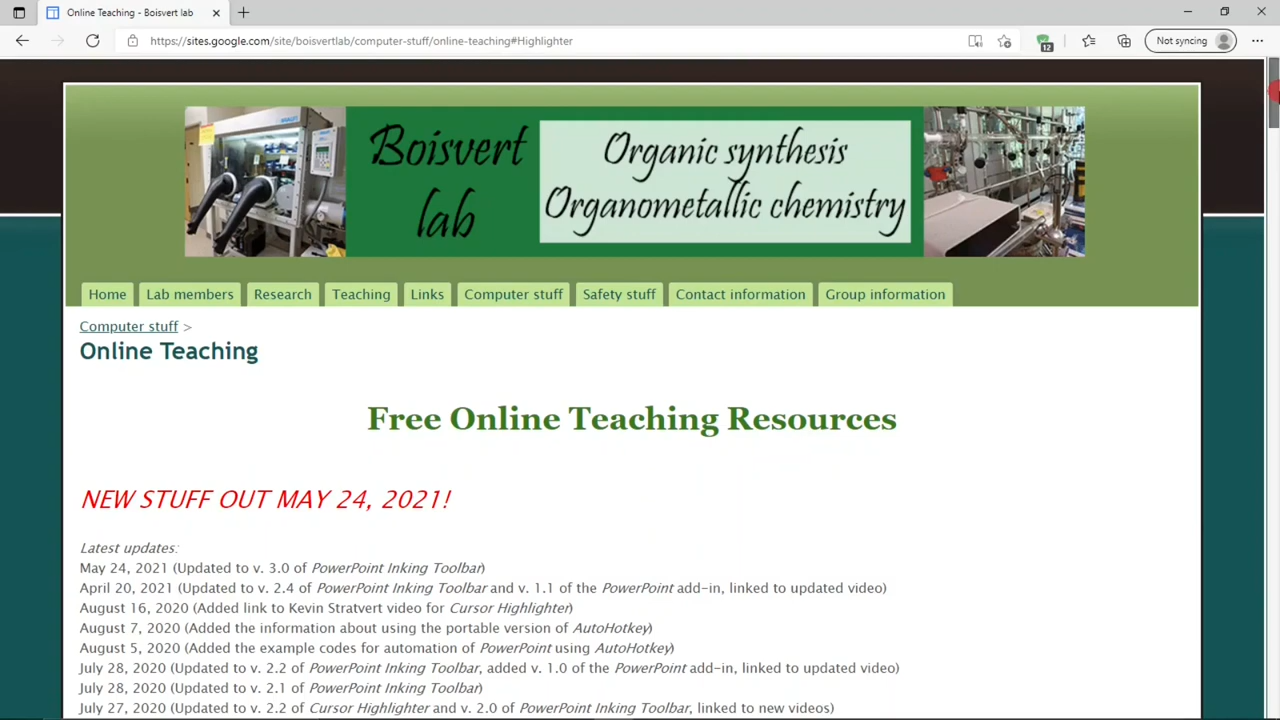 Online Teaching - Boisvert lab
https://sites.google.com/site/boisvertlab/computer-stuff/online-teaching#Highlighter
12
Not syncing
Boisvert
lab
Organic synthesis
Organometallic chemistry
Home Lab members Research Teaching Links Computer stuff Safety stuff Contact information Group information
Computer stuff >
Online Teaching
Free Online Teaching Resources
NEW STUFF OUT MAY 24, 2021!
Latest updates:
May 24, 2021 (Updated to v. 3.0 of PowerPoint Inking Toolbar)
April 20, 2021 (Updated to v. 2.4 of PowerPoint Inking Toolbar and v. 1.1 of the PowerPoint add-in, linked to updated video)
August 16, 2020 (Added link to Kevin Stratvert video for Cursor Highlighter)
August 7, 2020 (Added the information about using the portable version of AutoHotkey)
August 5, 2020 (Added the example codes for automation of PowerPoint using AutoHotkey)
July 28, 2020 (Updated to v. 2.2 of PowerPoint Inking Toolbar, added v. 1.0 of the PowerPoint add-in, linked to updated video)
July 28, 2020 (Updated to v. 2.1 of PowerPoint Inking Toolbar)
July 27, 2020 (Updated to v. 2.2 of Cursor Highlighter and v. 2.0 of PowerPoint Inking Toolbar, linked to new videos)